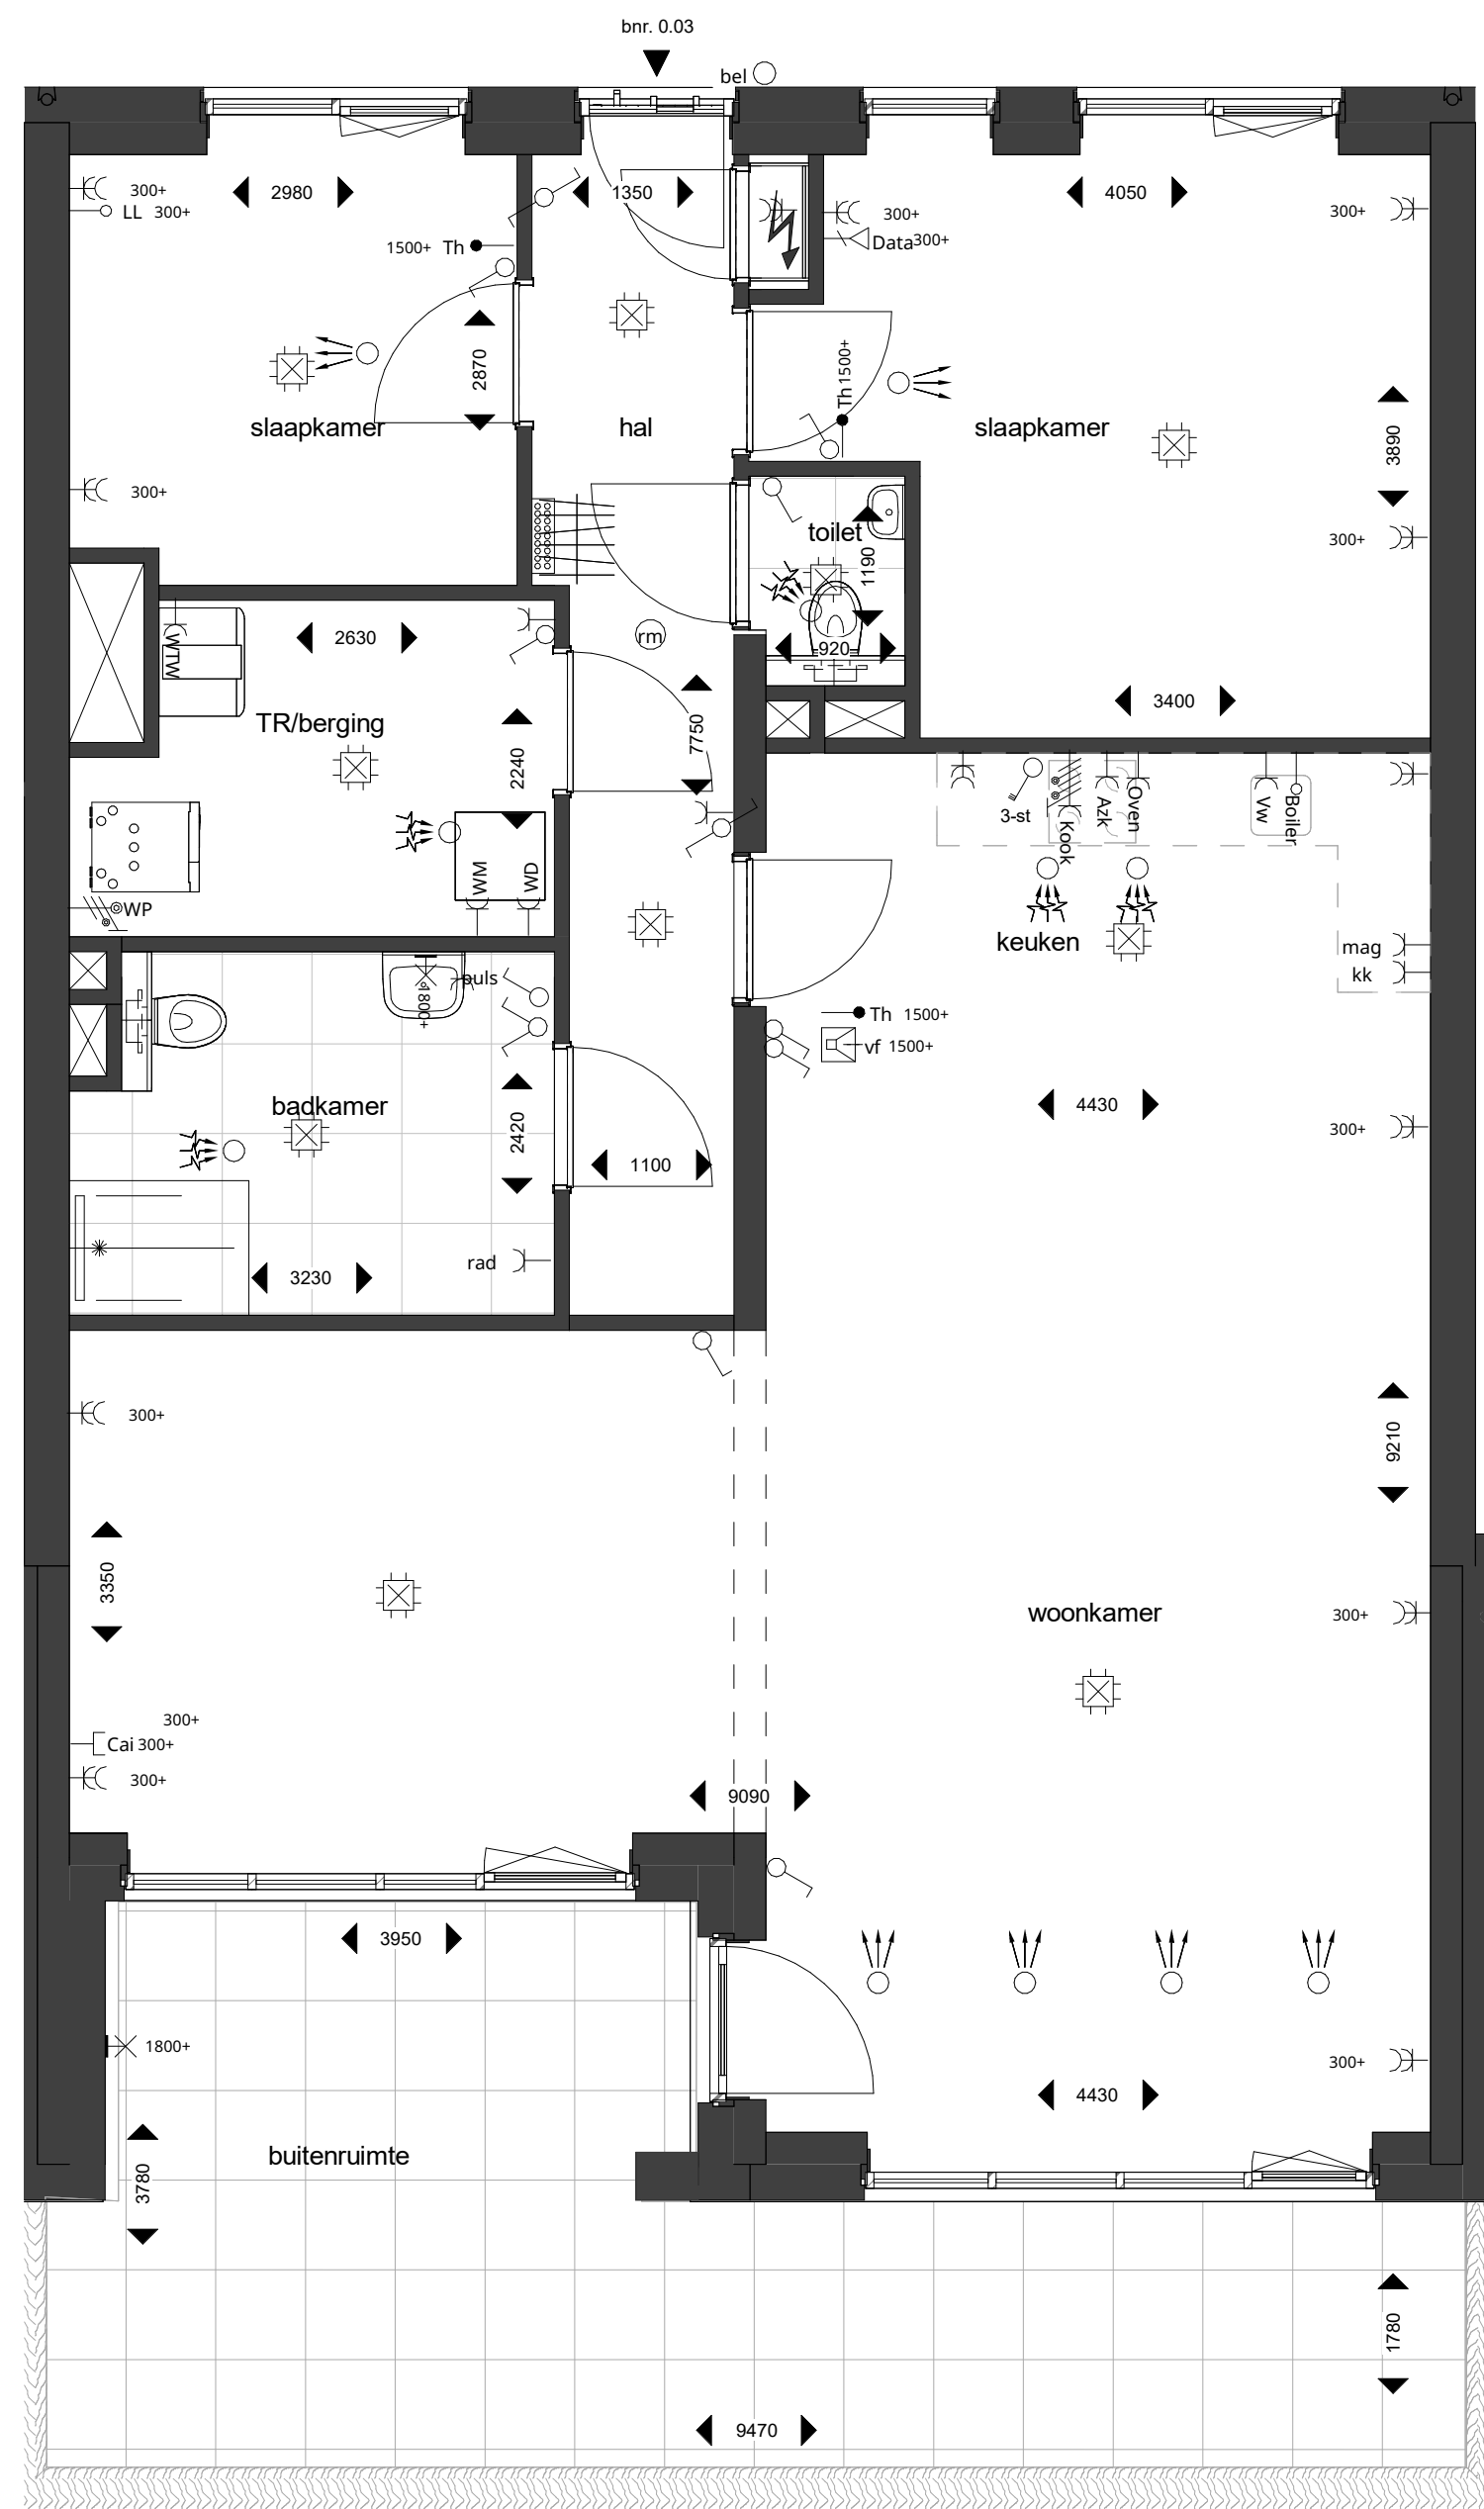 bnr. 0.03
bel
300+
2980
1350
4050
LL 300+
300+
300+
1500+ Th
Data 300+
2870
Th 1500+
slaapkamer
hal
slaapkamer
3890
300+
toilet
1190
300+
WTW
2630
rm
920
TR/berging
2240
7750
3400
3-st
Kook
Azk
Oven
Vw
Boiler
WM
WD
WP
keuken
mag
kk
puls
1800+
Th 1500+
vf 1500+
badkamer
2420
4430
300+
1100
rad
3230
300+
9210
3350
woonkamer
300+
300+
Cai 300+
300+
9090
3950
1800+
300+
4430
buitenruimte
3780
1780
9470